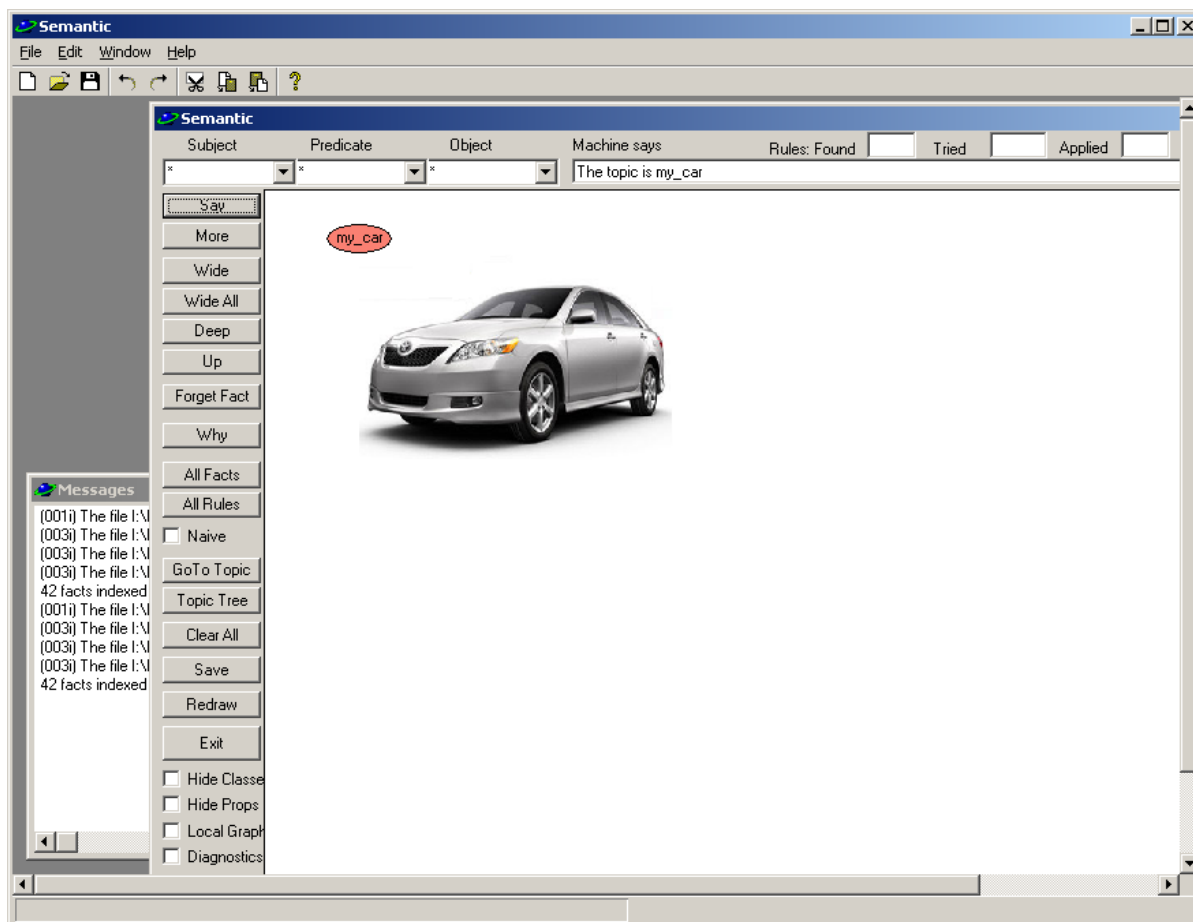 Semantic
File Edit Window Help
Semantic
Subject Predicate Object Machine says Rules: Found Tried Applied
* * * The topic is my_car
Say
More
Wide
Wide All
Deep
Up
Forget Fact
Why
All Facts
All Rules
Naive
GoTo Topic
Topic Tree
Clear All
Save
Redraw
Exit
Hide Classe
Hide Props
Local Graph
Diagnostics
my_car
Messages
(001i) The file I:\I
(003i) The file I:\I
(003i) The file I:\I
(003i) The file I:\I
42 facts indexed
(001i) The file I:\I
(003i) The file I:\I
(003i) The file I:\I
(003i) The file I:\I
42 facts indexed